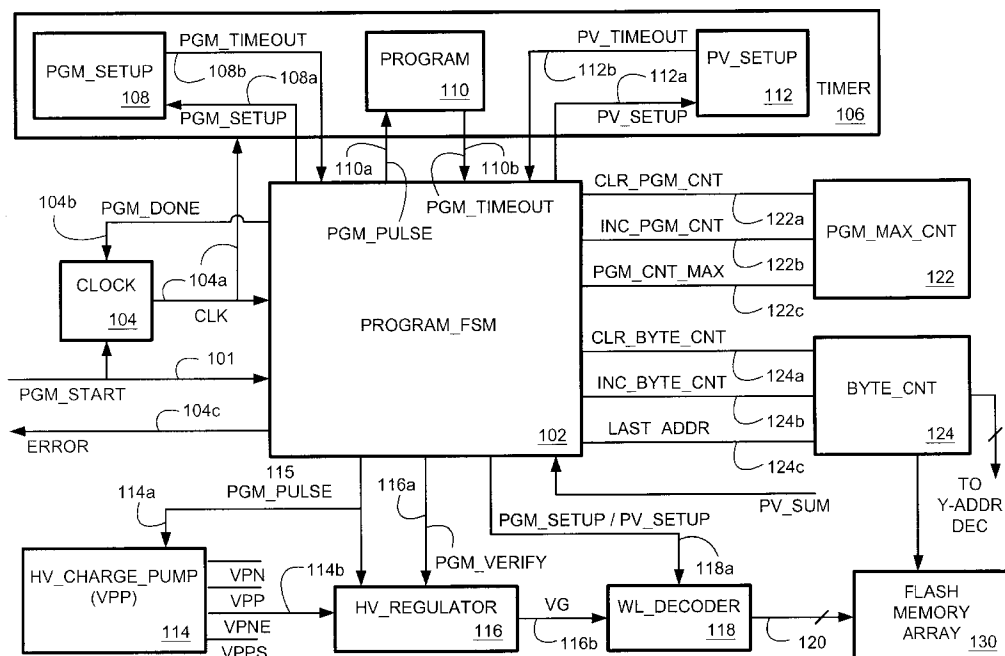 PGM_TIMEOUT
PV_TIMEOUT
PGM_SETUP
108
108b
108a
PGM_SETUP
PROGRAM
110
112b
112a
PV_SETUP
PV_SETUP
112
TIMER
106
110a
110b
104b
PGM_DONE
PGM_PULSE
PGM_TIMEOUT
CLR_PGM_CNT
122a
INC_PGM_CNT
122b
PGM_CNT_MAX
122c
PGM_MAX_CNT
122
CLOCK
104
104a
CLK
PROGRAM_FSM
102
101
PGM_START
104c
ERROR
CLR_BYTE_CNT
124a
INC_BYTE_CNT
124b
LAST_ADDR
124c
BYTE_CNT
124
TO
Y-ADDR
DEC
115
PGM_PULSE
114a
116a
PGM_VERIFY
PGM_SETUP / PV_SETUP
118a
PV_SUM
HV_CHARGE_PUMP
(VPP)
114
VPN
VPP
VPNE
VPPS
114b
HV_REGULATOR
116
VG
116b
WL_DECODER
118
120
FLASH
MEMORY
ARRAY
130